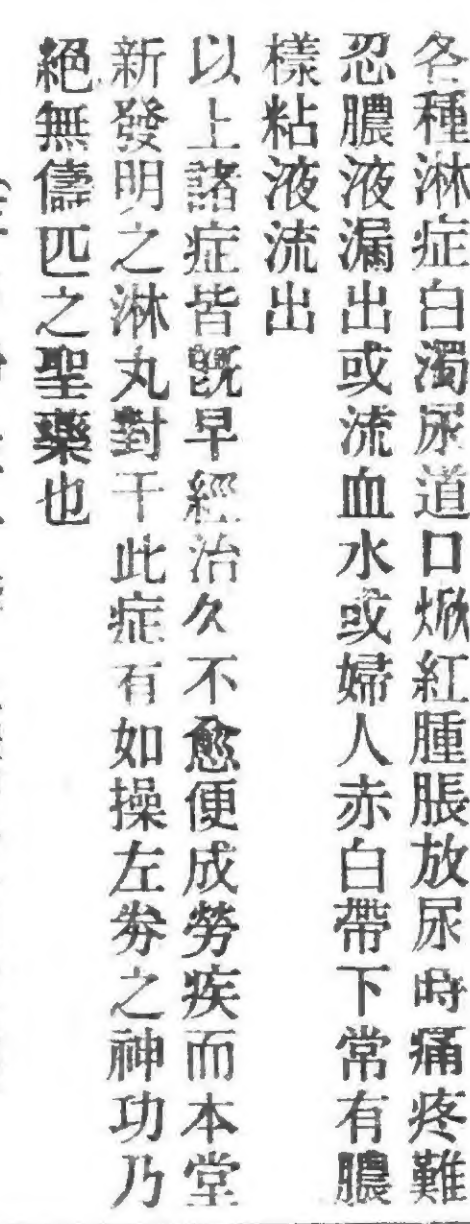 各種淋症白濁尿道口焮紅腫脹放尿時痛疼難
忍膿液漏出或流血水或婦人赤白帶下常有膿
樣粘液流出
以上諸症皆既早經治久不愈便成勞疾而本堂
新發明之淋丸對于此症有如操左券之神功乃
絕無儔匹之聖藥也